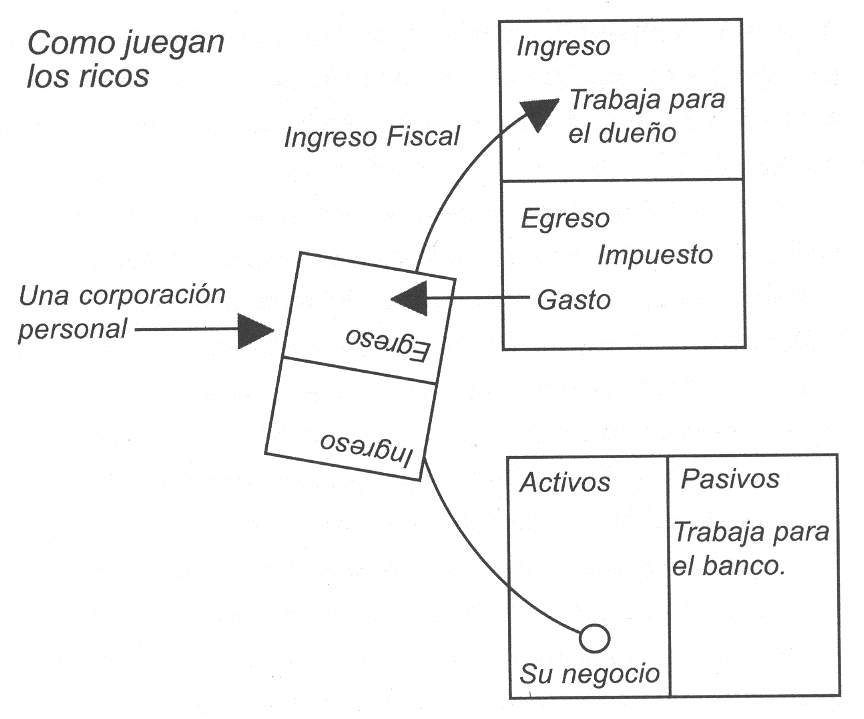 Como juegan
los ricos
Ingreso
Trabaja para
el dueño
Ingreso Fiscal
Egreso
Impuesto
Gasto
Una corporación
personal
Egreso
Ingreso
Activos
Pasivos
Trabaja para
el banco.
Su negocio